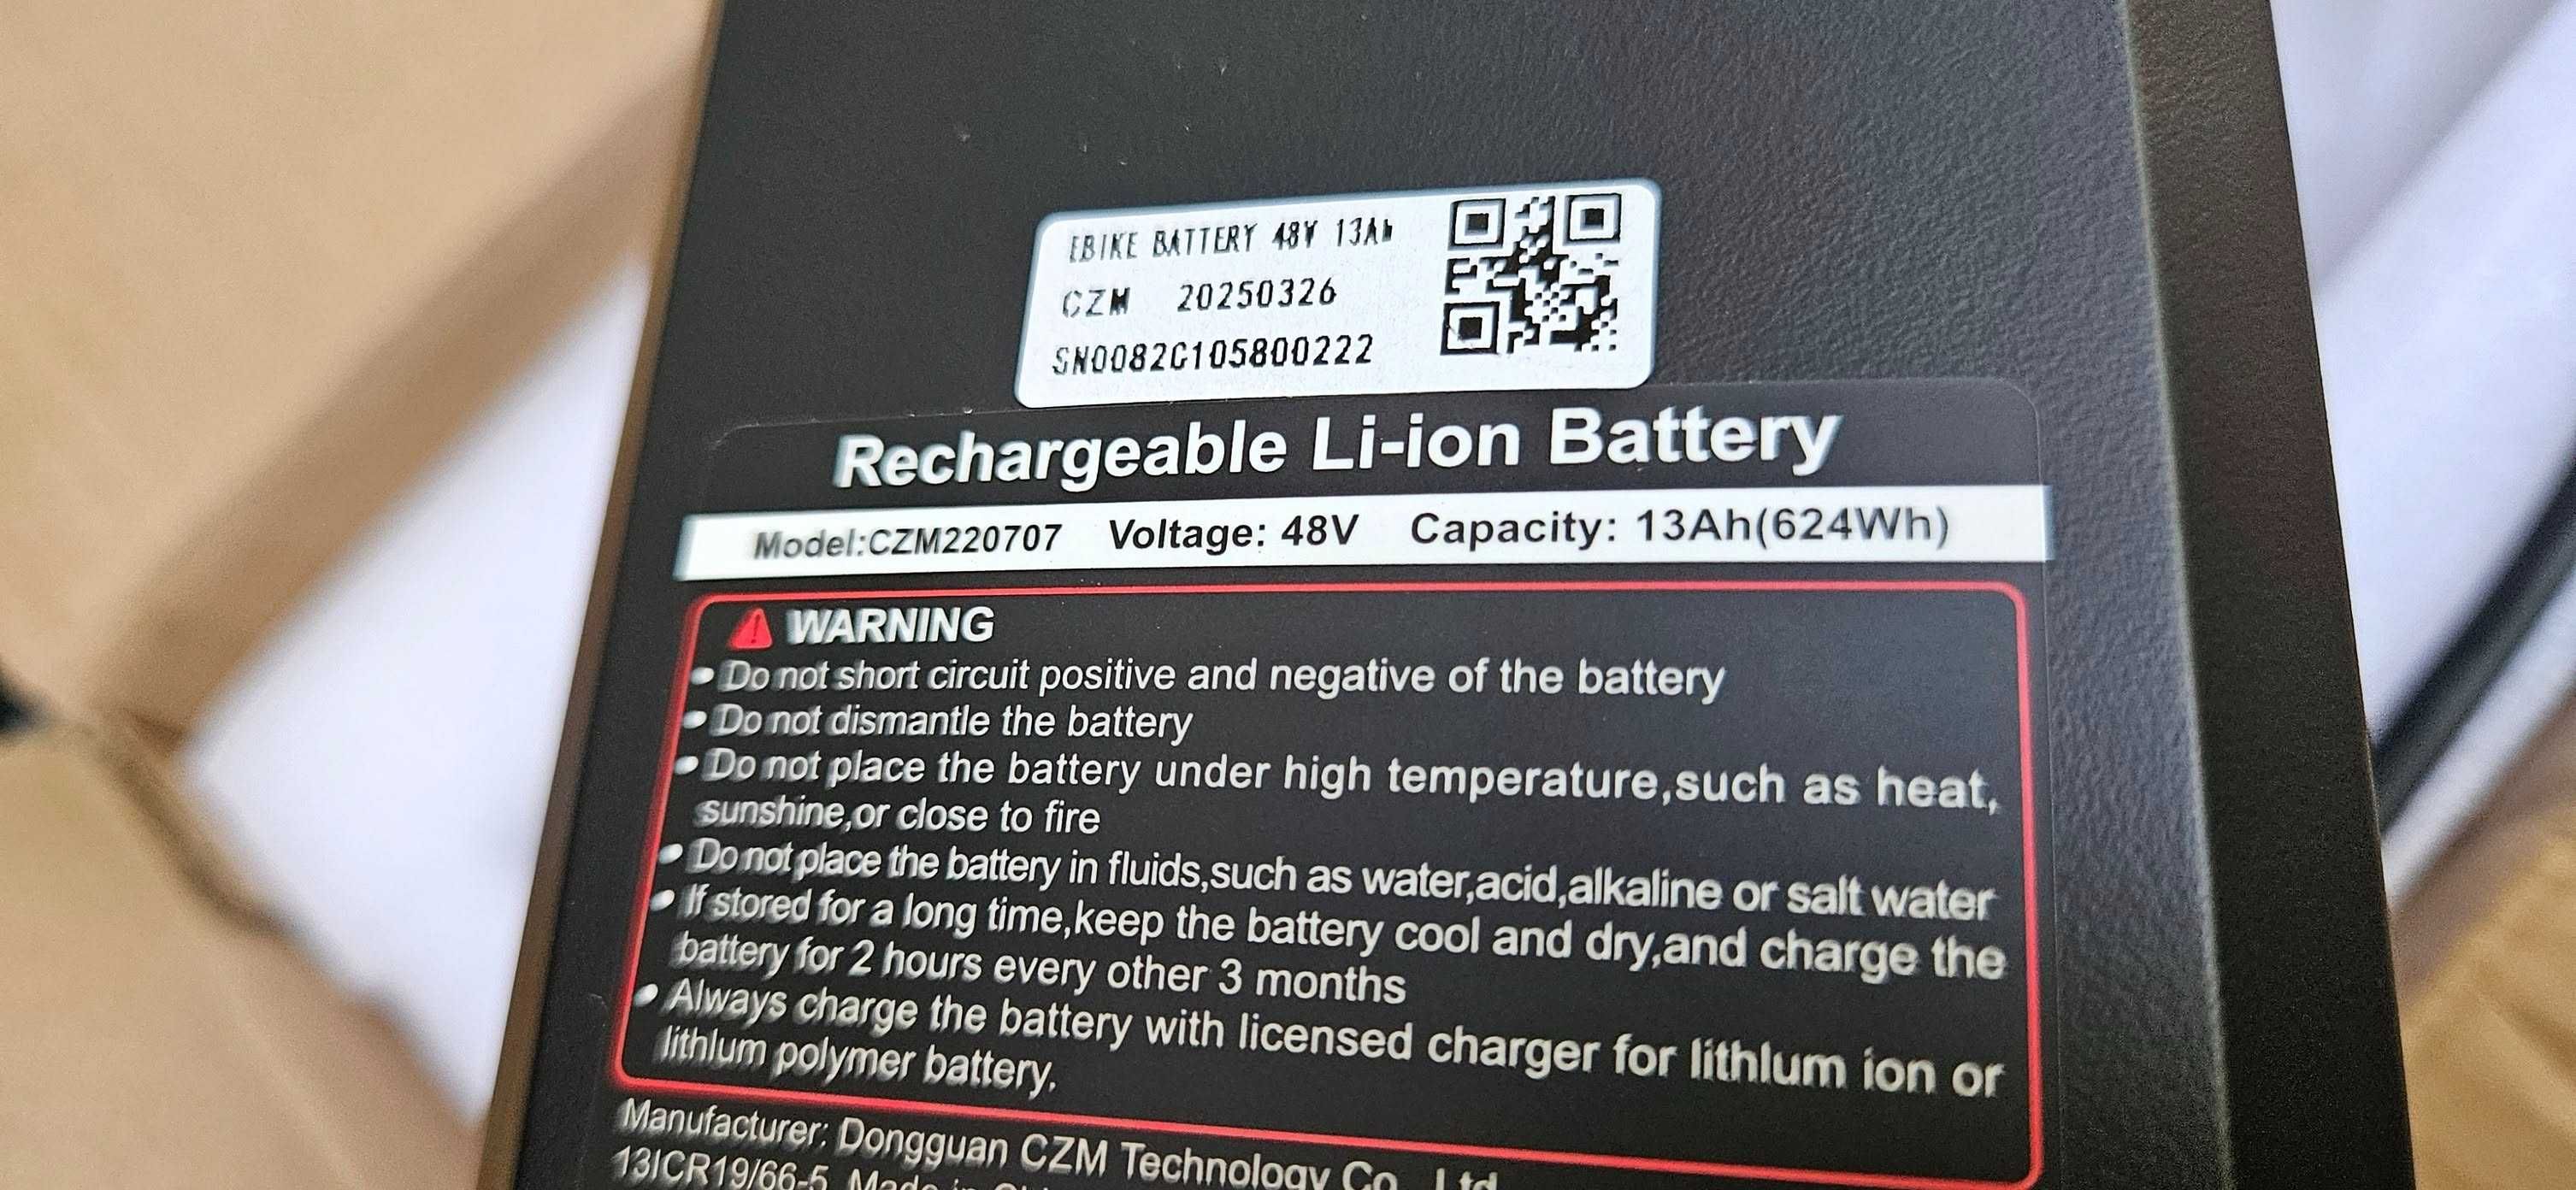 EBIKE BATTERY 48V 13Ah
CZM 20250326
SN0082C105800222
Rechargeable Li-ion Battery
Model:CZM220707 Voltage: 48V Capacity: 13Ah(624Wh)
WARNING
• Do not short circuit positive and negative of the battery
• Do not dismantle the battery
• Do not place the battery under high temperature,such as heat,
sunshine,or close to fire
• Do not place the battery in fluids,such as water,acid,alkaline or salt water
• If stored for a long time,keep the battery cool and dry,and charge the
battery for 2 hours every other 3 months
• Always charge the battery with licensed charger for lithlum ion or
lithlum polymer battery.
Manufacturer: Dongguan CZM Technology Co., Ltd
13ICR19/66-5 Made in